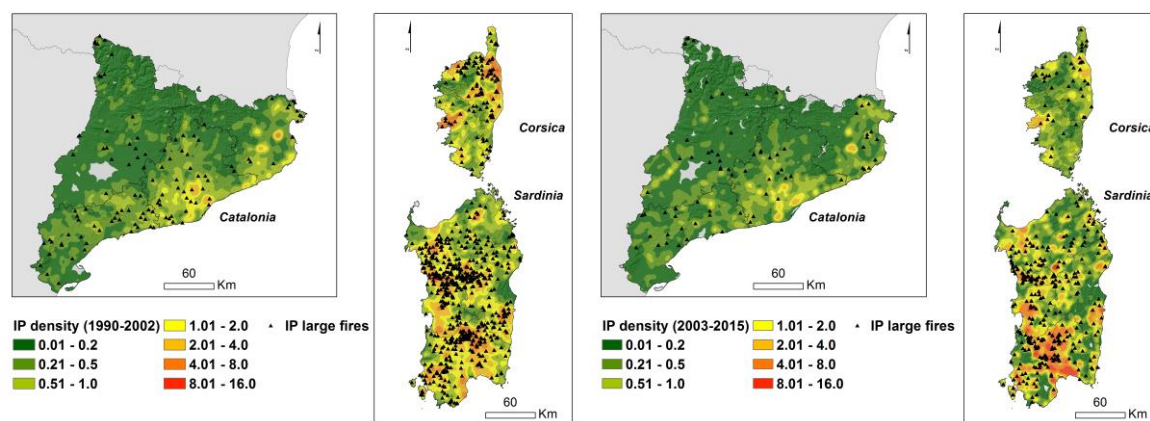 Corsica
Sardinia
Catalonia
60
Km
IP density (1990-2002)
0.01 - 0.2
0.21 - 0.5
0.51 - 1.0
1.01 - 2.0
2.01 - 4.0
4.01 - 8.0
8.01 - 16.0
IP large fires
60
Km
Corsica
Sardinia
Catalonia
60
Km
IP density (2003-2015)
0.01 - 0.2
0.21 - 0.5
0.51 - 1.0
1.01 - 2.0
2.01 - 4.0
4.01 - 8.0
8.01 - 16.0
IP large fires
60
Km